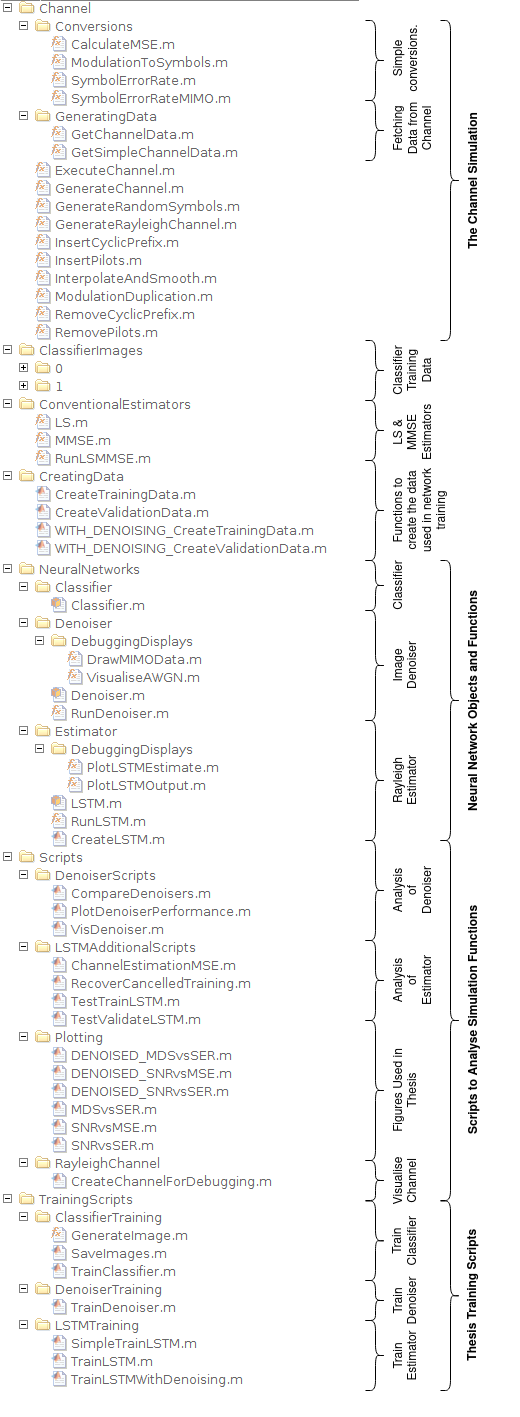 Channel
Conversions
CalculateMSE.m
ModulationToSymbols.m
SymbolErrorRate.m
SymbolErrorRateMIMO.m
GeneratingData
GetChannelData.m
GetSimpleChannelData.m
ExecuteChannel.m
GenerateChannel.m
GenerateRandomSymbols.m
GenerateRayleighChannel.m
InsertCyclicPrefix.m
InsertPilots.m
InterpolateAndSmooth.m
ModulationDuplication.m
RemoveCyclicPrefix.m
RemovePilots.m
ClassifierImages
0
1
ConventionalEstimators
LS.m
MMSE.m
RunLSMMSE.m
CreatingData
CreateTrainingData.m
CreateValidationData.m
WITH_DENOISING_CreateTrainingData.m
WITH_DENOISING_CreateValidationData.m
NeuralNetworks
Classifier
Classifier.m
Denoiser
DebuggingDisplays
DrawMIMOData.m
VisualiseAWGN.m
Denoiser.m
RunDenoiser.m
Estimator
DebuggingDisplays
PlotLSTMEstimate.m
PlotLSTMOutput.m
LSTM.m
RunLSTM.m
CreateLSTM.m
Scripts
DenoiserScripts
CompareDenoisers.m
PlotDenoiserPerformance.m
VisDenoiser.m
LSTMAdditionalScripts
ChannelEstimationMSE.m
RecoverCancelledTraining.m
TestTrainLSTM.m
TestValidateLSTM.m
Plotting
DENOISED_MDSvsSER.m
DENOISED_SNRvsMSE.m
DENOISED_SNRvsSER.m
MDSvsSER.m
SNRvsMSE.m
SNRvsSER.m
RayleighChannel
CreateChannelForDebugging.m
TrainingScripts
ClassifierTraining
GenerateImage.m
SaveImages.m
TrainClassifier.m
DenoiserTraining
TrainDenoiser.m
LSTMTraining
SimpleTrainLSTM.m
TrainLSTM.m
TrainLSTMWithDenoising.m
Simple
conversions.
Fetching
Data from
Channel
Classifier
Training
Data
LS &
MMSE
Estimators
Functions to
create the data
used in network
training
Classifier
Image
Denoiser
Rayleigh
Estimator
Analysis
of
Denoiser
Analysis
of
Estimator
Figures Used in
Thesis
Visualise
Channel
Train
Classifier
Train
Denoiser
Train
Estimator
The Channel Simulation
Neural Network Objects and Functions
Scripts to Analyse Simulation Functions
Thesis Training Scripts